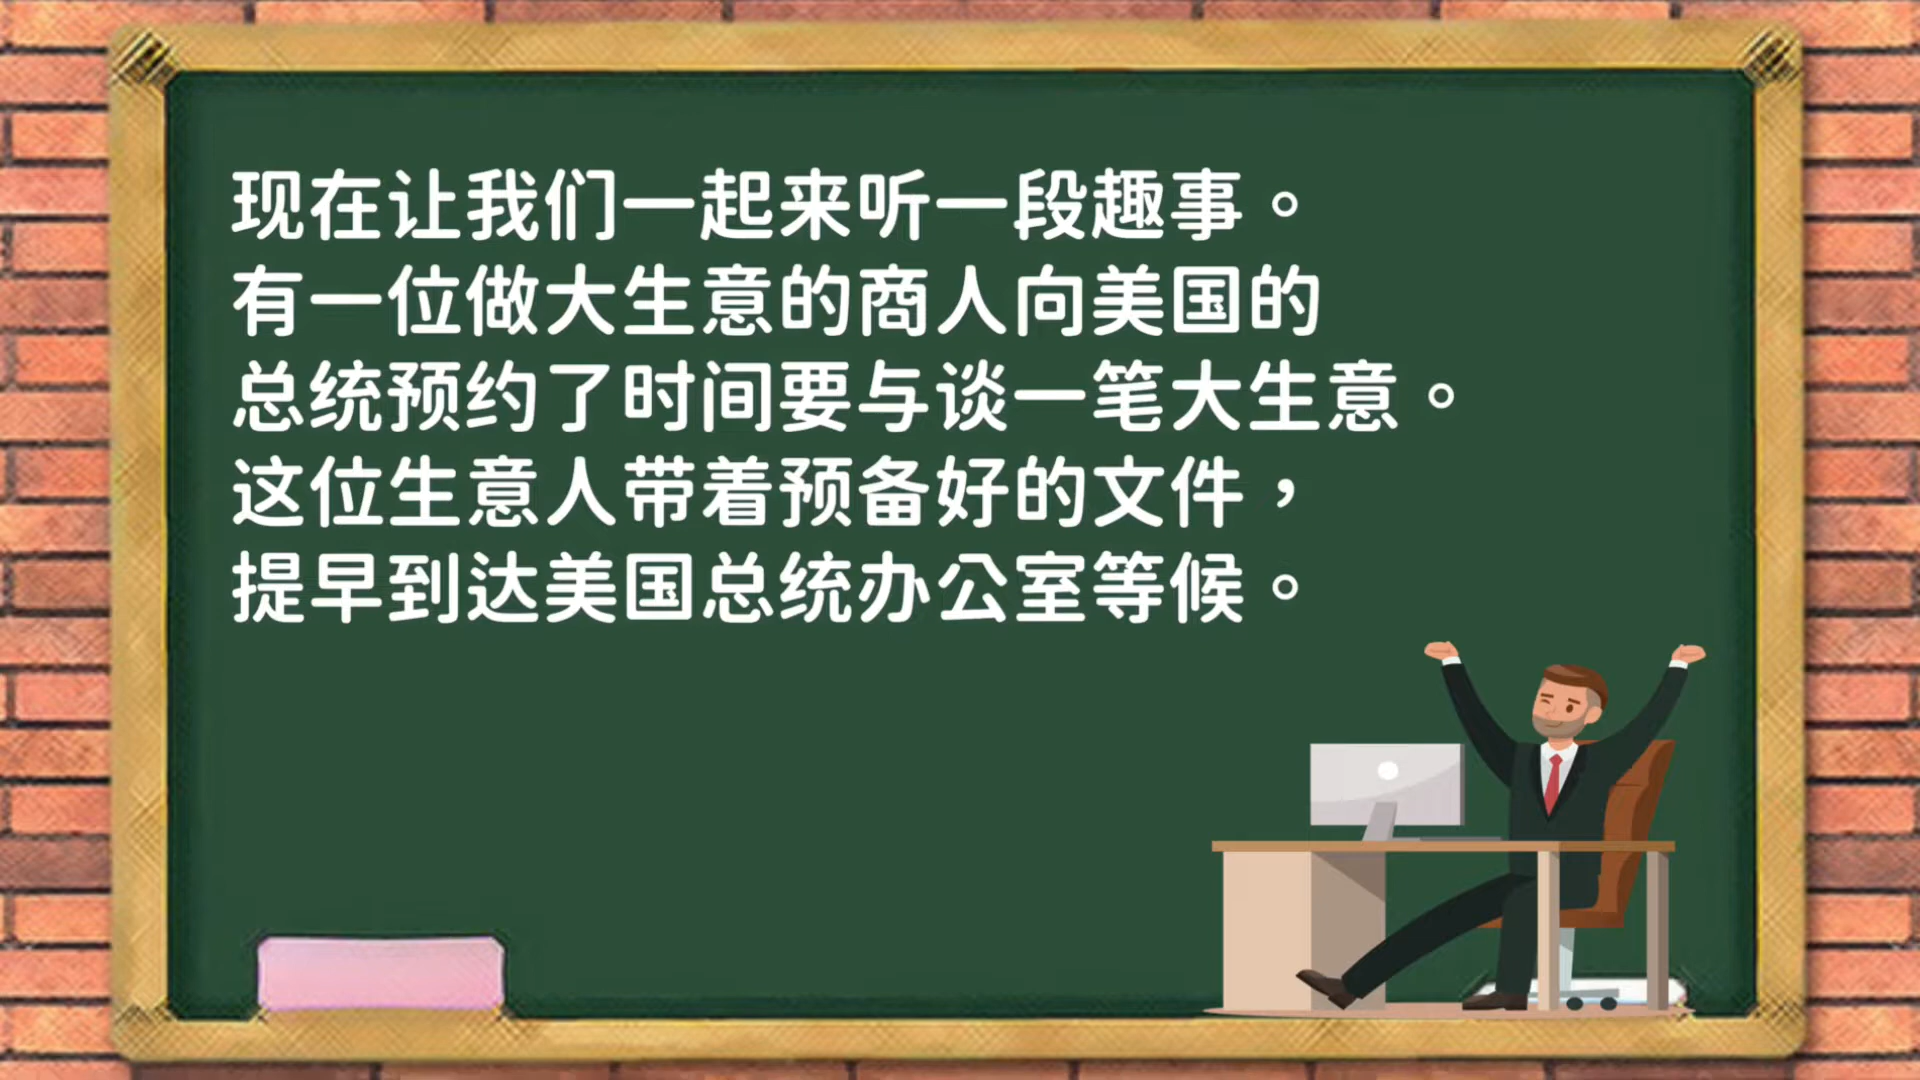 现在让我们一起来听一段趣事。
有一位做大生意的商人向美国的
总统预约了时间要与谈一笔大生意。
这位生意人带着预备好的文件，
提早到达美国总统办公室等候。